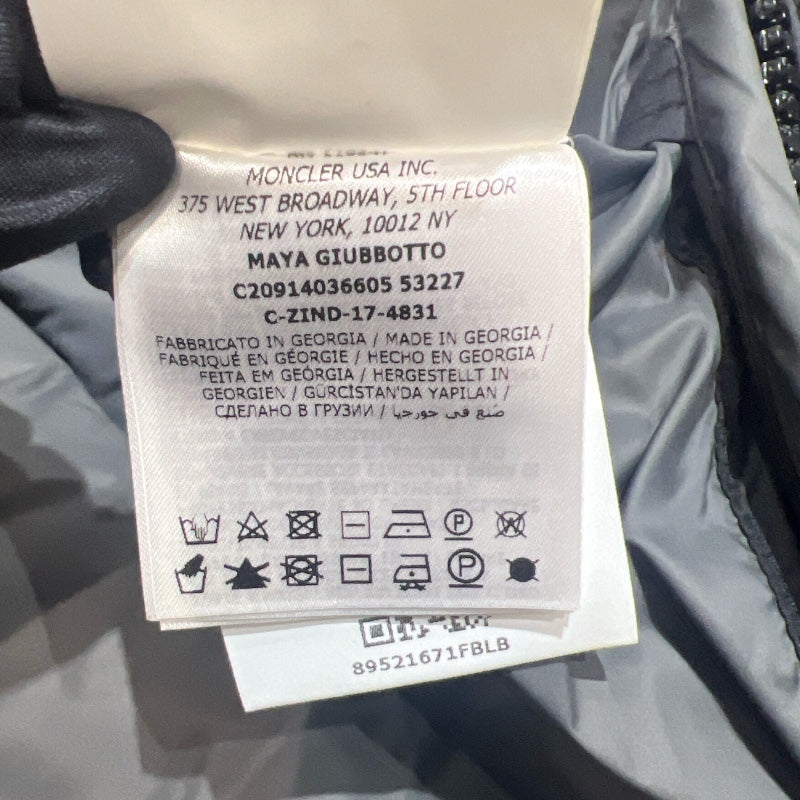 MONCLER USA INC.
375 WEST BROADWAY, 5TH FLOOR
NEW YORK, 10012 NY
MAYA GIUBBOTTO
C20914036605 53227
C-ZIND-17-4831
FABBRICATO IN GEORGIA / MADE IN GEORGIA /
FABRIQUÉ EN GÉORGIE / HECHO EN GEORGIA /
FEITA EM GEÓRGIA / HERGESTELLT IN
GEORGIEN / GÜRCİSTAN'DA YAPILAN /
СДЕЛАНО В ГРУЗИИ / صنع في جورجيا
P W
P
89521671FBLB